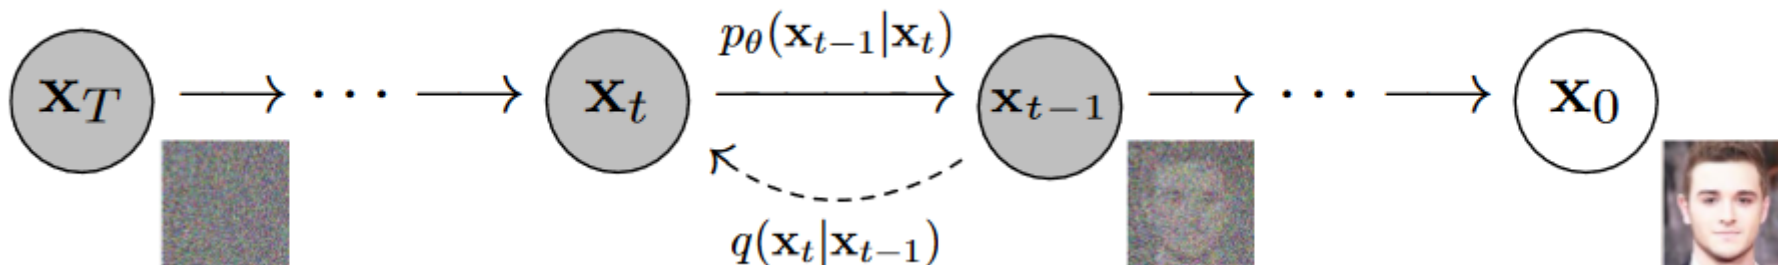 p_θ(x_{t−1}|x_t)
x_T ⟶ ··· ⟶ x_t ⟶ x_{t−1} ⟶ ··· ⟶ x_0
q(x_t|x_{t−1})